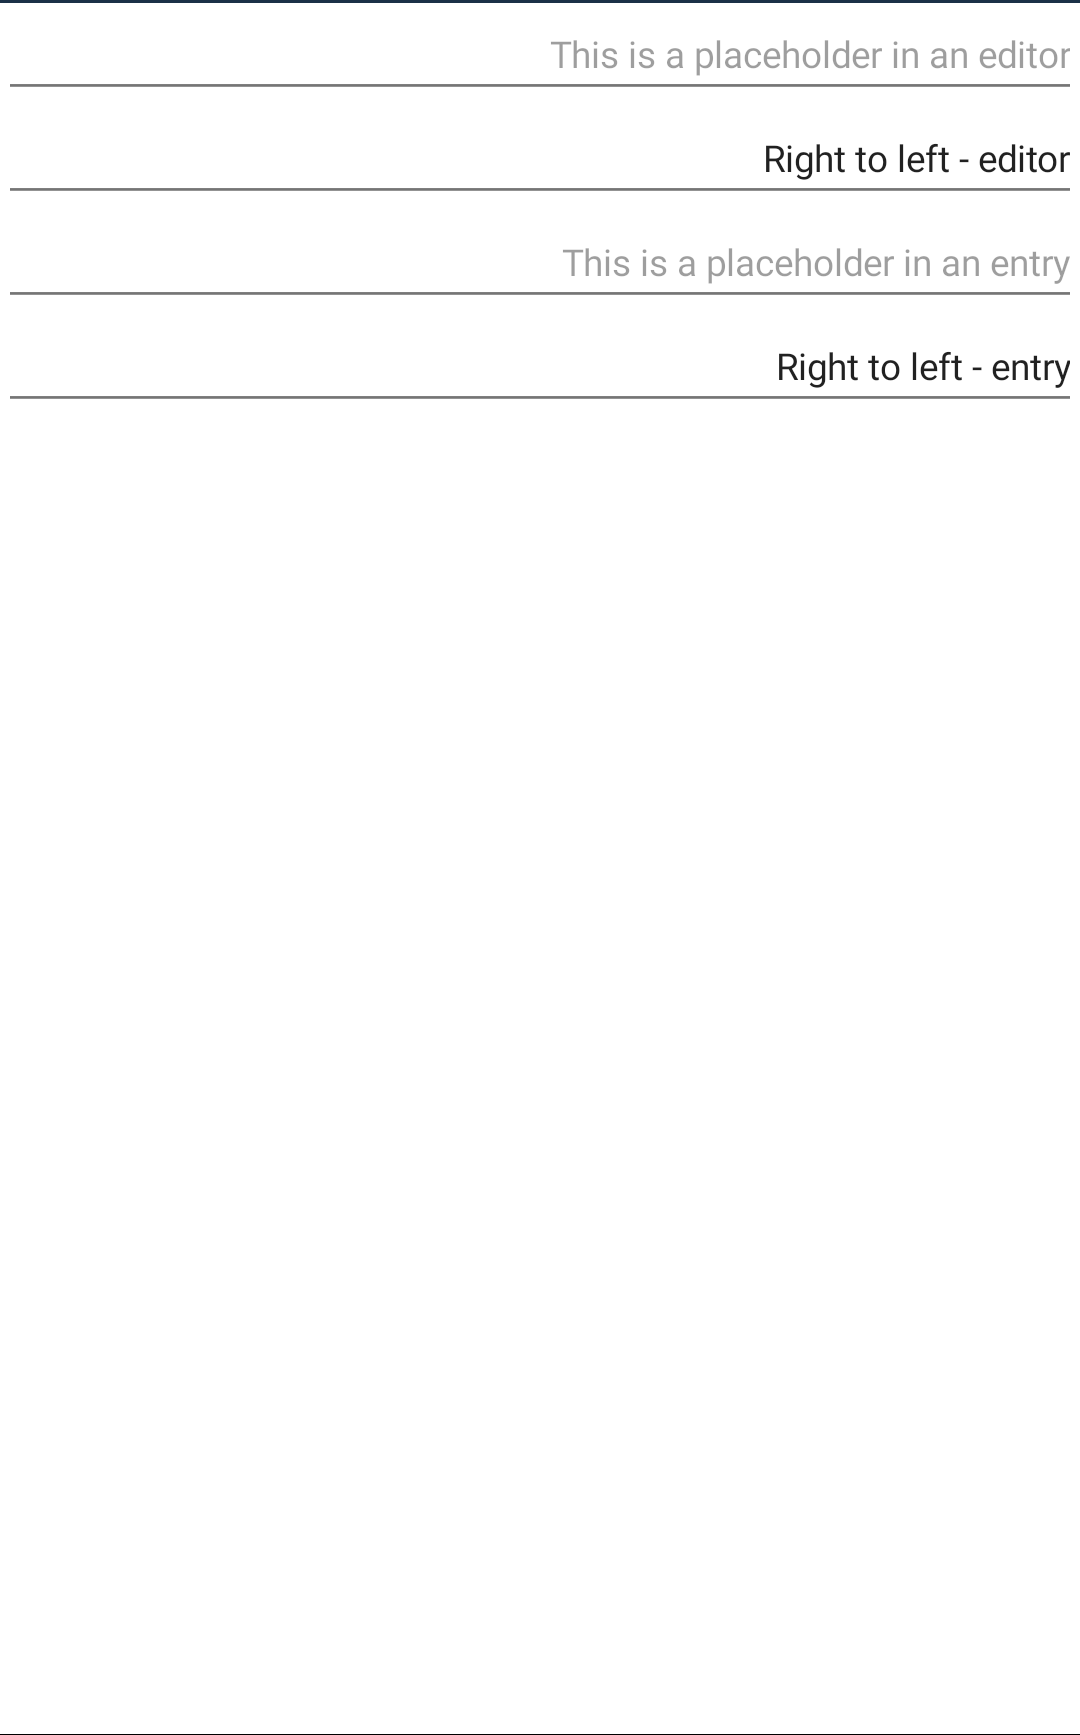 This is a placeholder in an editor
Right to left - editor
This is a placeholder in an entry
Right to left - entry